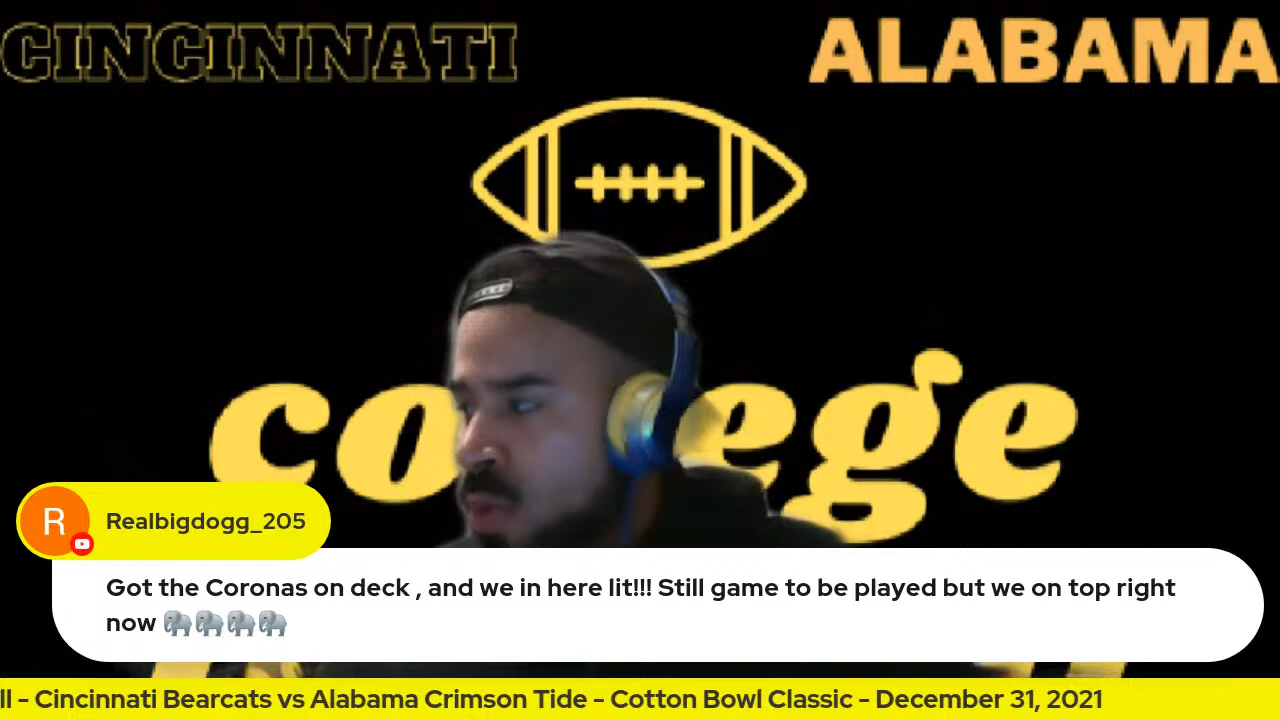 CINCINNATI
ALABAMA
Realbigdogg_205
Got the Coronas on deck , and we in here lit!!! Still game to be played but we on top right
now 🐘🐘🐘🐘
ll - Cincinnati Bearcats vs Alabama Crimson Tide - Cotton Bowl Classic - December 31, 2021